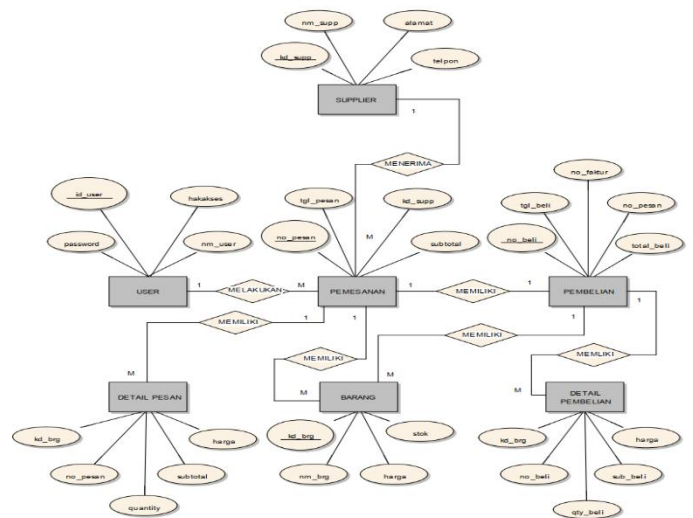 nm_supp
alamat
kd_supp
telpon
SUPPLIER
1
MENERIMA
no_faktur
id_user
hakakses
tgl_pesan
kd_supp
tgl_beli
no_pesan
password
nm_user
no_pesan
M
subtotal
no_beli
total_beli
USER
1
MELAKUKAN
M
PEMESANAN
1
MEMILIKI
1
PEMBELIAN
MEMILIKI
1
1
MEMILIKI
1
1
MEMILIKI
MEMLIKI
M
M
M
M
DETAIL PESAN
BARANG
DETAIL
PEMBELIAN
kd_brg
harga
kd_brg
stok
kd_brg
harga
no_pesan
subtotal
nm_brg
harga
no_beli
sub_beli
quantity
qty_beli